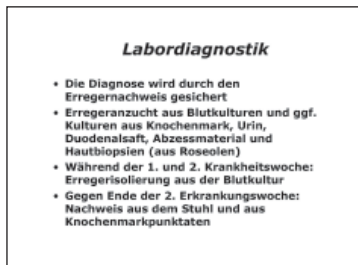 Labordiagnostik
• Die Diagnose wird durch den
Erregernachweis gesichert
• Erregeranzucht aus Blutkulturen und ggf.
Kulturen aus Knochenmark, Urin,
Duodenalsaft, Abzessmaterial und
Hautbiopsien (aus Roseolen)
• Während der 1. und 2. Krankheitswoche:
Erregerisolierung aus der Blutkultur
• Gegen Ende der 2. Erkrankungswoche:
Nachweis aus dem Stuhl und aus
Knochenmarkpunktaten